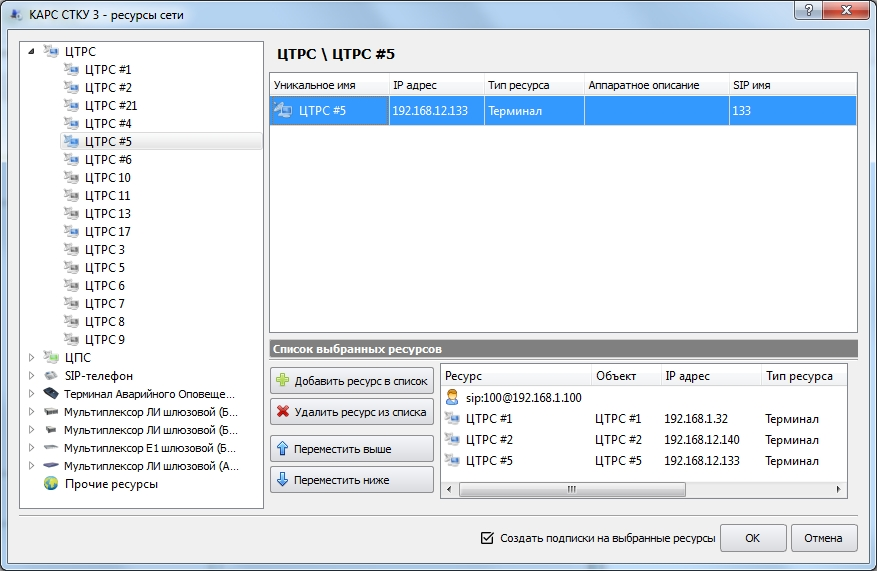 КАРС СТКУ 3 - ресурсы сети
ЦТРС
ЦТРС #1
ЦТРС #2
ЦТРС #21
ЦТРС #4
ЦТРС #5
ЦТРС #6
ЦТРС 10
ЦТРС 11
ЦТРС 13
ЦТРС 17
ЦТРС 3
ЦТРС 5
ЦТРС 6
ЦТРС 7
ЦТРС 8
ЦТРС 9
ЦПС
SIP-телефон
Терминал Аварийного Оповеще...
Мультиплексор ЛИ шлюзовой (Б...
Мультиплексор ЛИ шлюзовой (Б...
Мультиплексор E1 шлюзовой (Б...
Мультиплексор ЛИ шлюзовой (А...
Прочие ресурсы
ЦТРС \ ЦТРС #5
Уникальное имя IP адрес Тип ресурса Аппаратное описание SIP имя
ЦТРС #5 192.168.12.133 Терминал 133
Список выбранных ресурсов
Добавить ресурс в список
Удалить ресурс из списка
Переместить выше
Переместить ниже
Ресурс Объект IP адрес Тип ресурса
sip:100@192.168.1.100
ЦТРС #1 ЦТРС #1 192.168.1.32 Терминал
ЦТРС #2 ЦТРС #2 192.168.12.140 Терминал
ЦТРС #5 ЦТРС #5 192.168.12.133 Терминал
Создать подписки на выбранные ресурсы
OK
Отмена